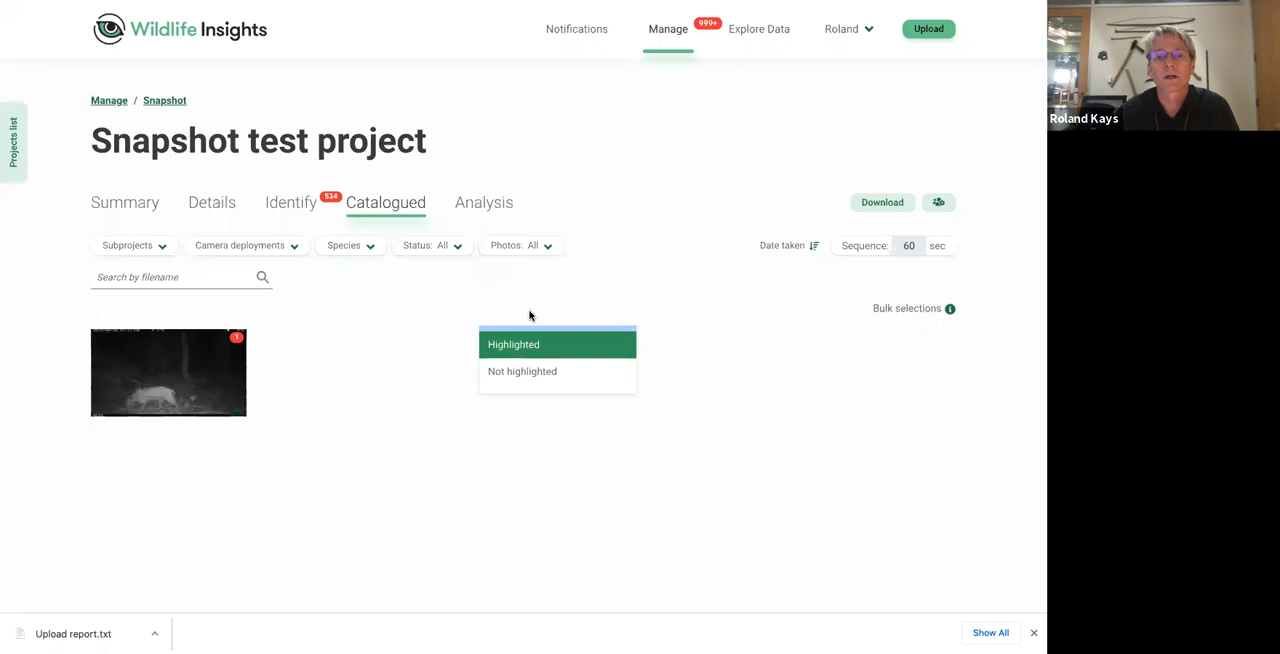 Wildlife Insights
Notifications
Manage
999+
Explore Data
Roland
Upload
Roland Kays
Projects list
Manage / Snapshot
Snapshot test project
Summary
Details
Identify
534
Catalogued
Analysis
Download
Subprojects
Camera deployments
Species
Status: All
Photos: All
Date taken
Sequence: 60 sec
Search by filename
Bulk selections
1
Highlighted
Not highlighted
Upload report.txt
Show All